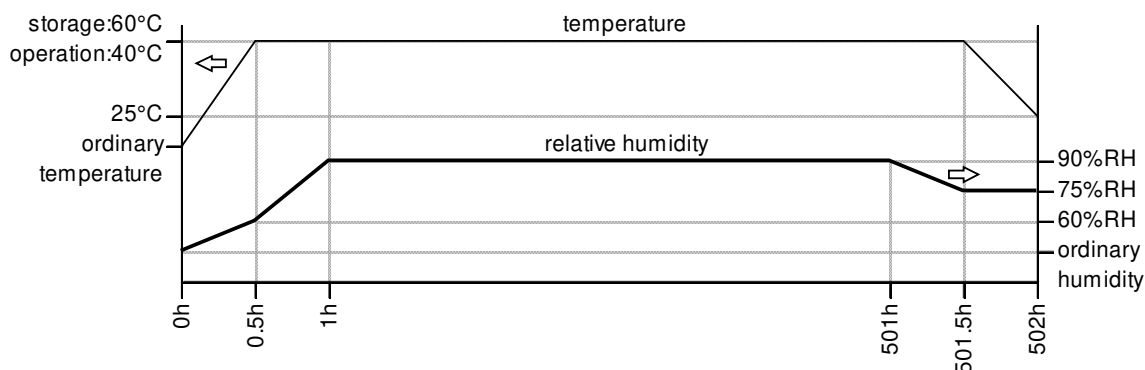 storage:60°C
operation:40°C
25°C
ordinary
temperature
temperature
relative humidity
90%RH
75%RH
60%RH
ordinary
humidity
0h
0.5h
1h
501h
501.5h
502h